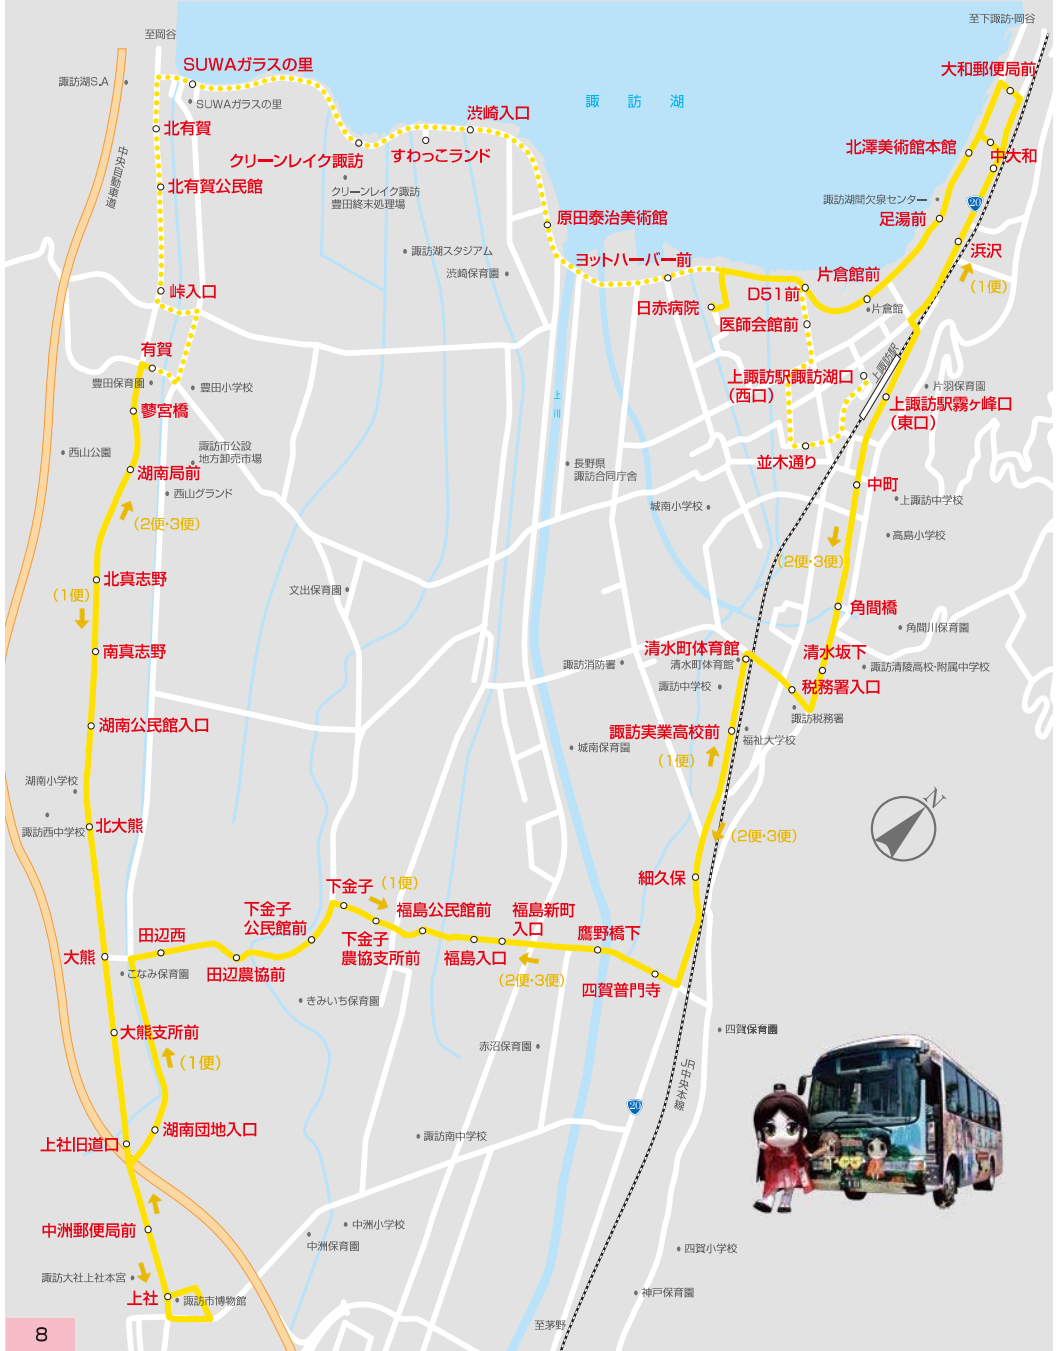 至下諏訪・岡谷
至岡谷
SUWAガラスの里
諏訪湖S.A
SUWAガラスの里
諏訪湖
大和郵便局前
渋崎入口
北有賀
中央自動車道
クリーンレイク諏訪
すわっこランド
北澤美術館本館
中大和
北有賀公民館
クリーンレイク諏訪
豊田終末処理場
諏訪湖間欠泉センター
20
足湯前
原田泰治美術館
諏訪湖スタジアム
浜沢
渋崎保育園
ヨットハーバー前
片倉館前
(1便)
峠入口
D51前
日赤病院
片倉館
医師会館前
有賀
上諏訪駅
豊田保育園
豊田小学校
上諏訪駅諏訪湖口
(西口)
片羽保育園
蓼宮橋
上川
上諏訪駅霧ヶ峰口
(東口)
西山公園
諏訪市公設
地方卸売市場
並木通り
湖南局前
長野県
諏訪合同庁舎
中町
西山グランド
上諏訪中学校
城南小学校
(2便・3便)
高島小学校
(2便・3便)
北真志野
文出保育園
(1便)
角間橋
角間川保育園
南真志野
清水町体育館
清水町体育館
諏訪消防署
清水坂下
諏訪清陵高校・附属中学校
諏訪中学校
税務署入口
諏訪税務署
湖南公民館入口
諏訪実業高校前
福祉大学校
城南保育園
(1便)
湖南小学校
N
北大熊
諏訪西中学校
(2便・3便)
細久保
下金子
(1便)
下金子
公民館前
福島公民館前
福島新町
入口
田辺西
下金子
農協支所前
鷹野橋下
大熊
福島入口
こなみ保育園
田辺農協前
(2便・3便)
四賀普門寺
きみいち保育園
大熊支所前
四賀保育園
赤沼保育園
(1便)
JR中央本線
20
湖南団地入口
上社旧道口
諏訪南中学校
中洲郵便局前
中洲小学校
中洲保育園
四賀小学校
諏訪大社上社本宮
上社
諏訪市博物館
神戸保育園
至茅野
8